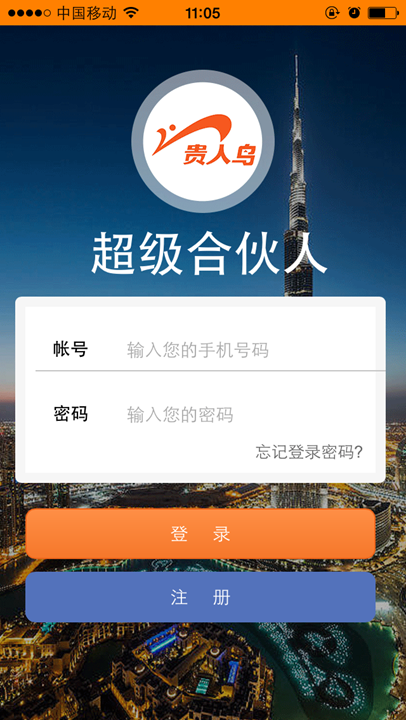 中国移动 11:05
贵人鸟
超级合伙人
帐号 输入您的手机号码
密码 输入您的密码
忘记登录密码?
登 录
注 册